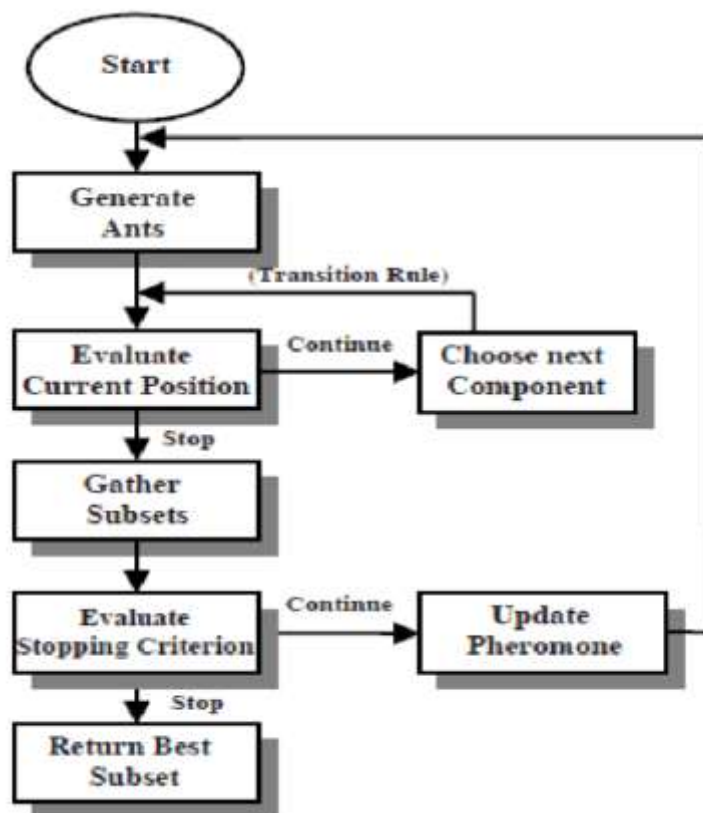 Start
Generate
Ants
(Transition Rule)
Evaluate
Current Position
Continue
Choose next
Component
Stop
Gather
Subsets
Evaluate
Stopping Criterion
Continue
Update
Pheromone
Stop
Return Best
Subset